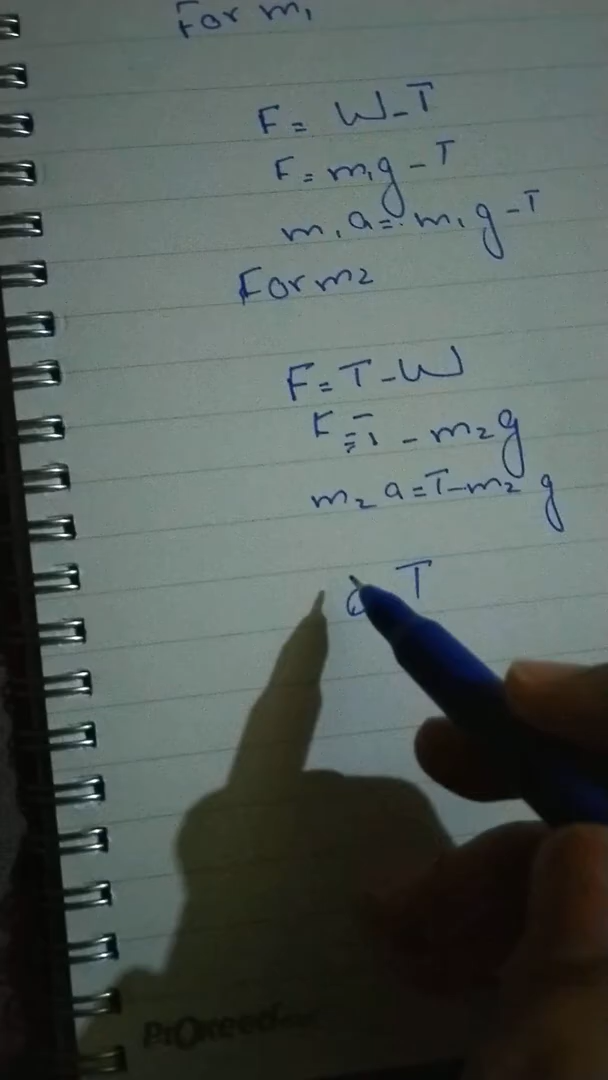 For m₁
F = W-T
F = m₁g - T
m₁a = m₁g - T
For m₂
F = T - W
F = T - m₂g
m₂a = T - m₂g
T